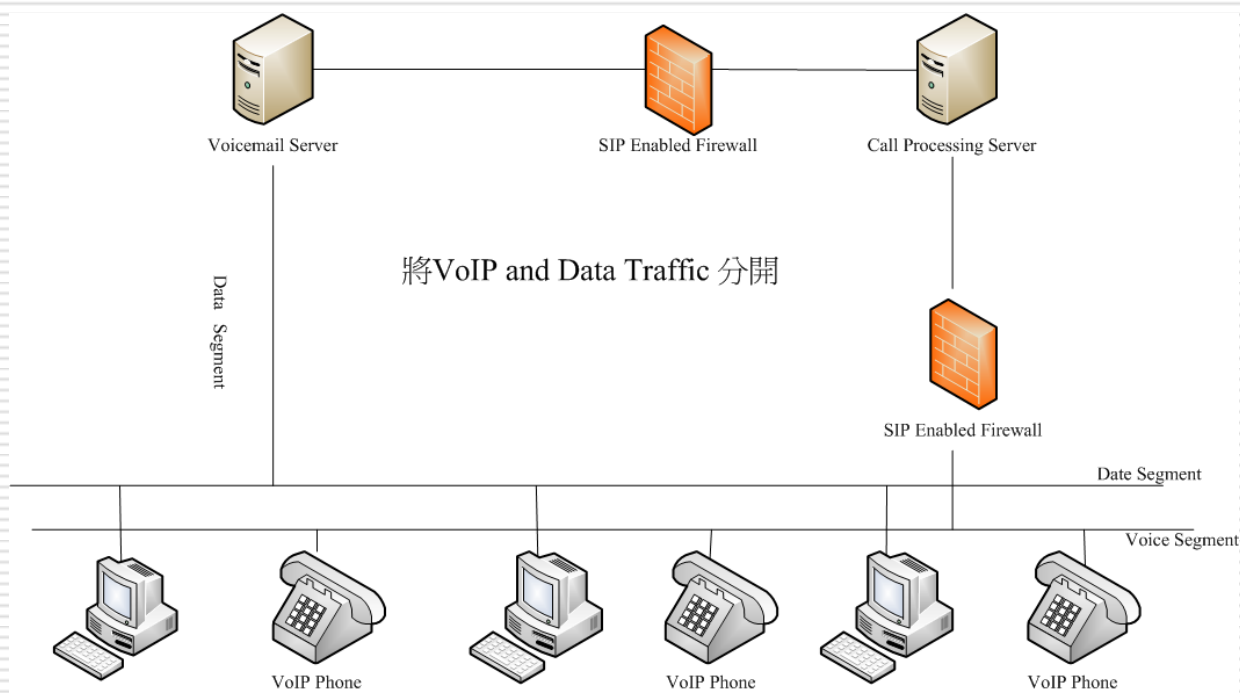 Voicemail Server
SIP Enabled Firewall
Call Processing Server
將VoIP and Data Traffic 分開
Data Segment
SIP Enabled Firewall
Date Segment
Voice Segment
VoIP Phone
VoIP Phone
VoIP Phone